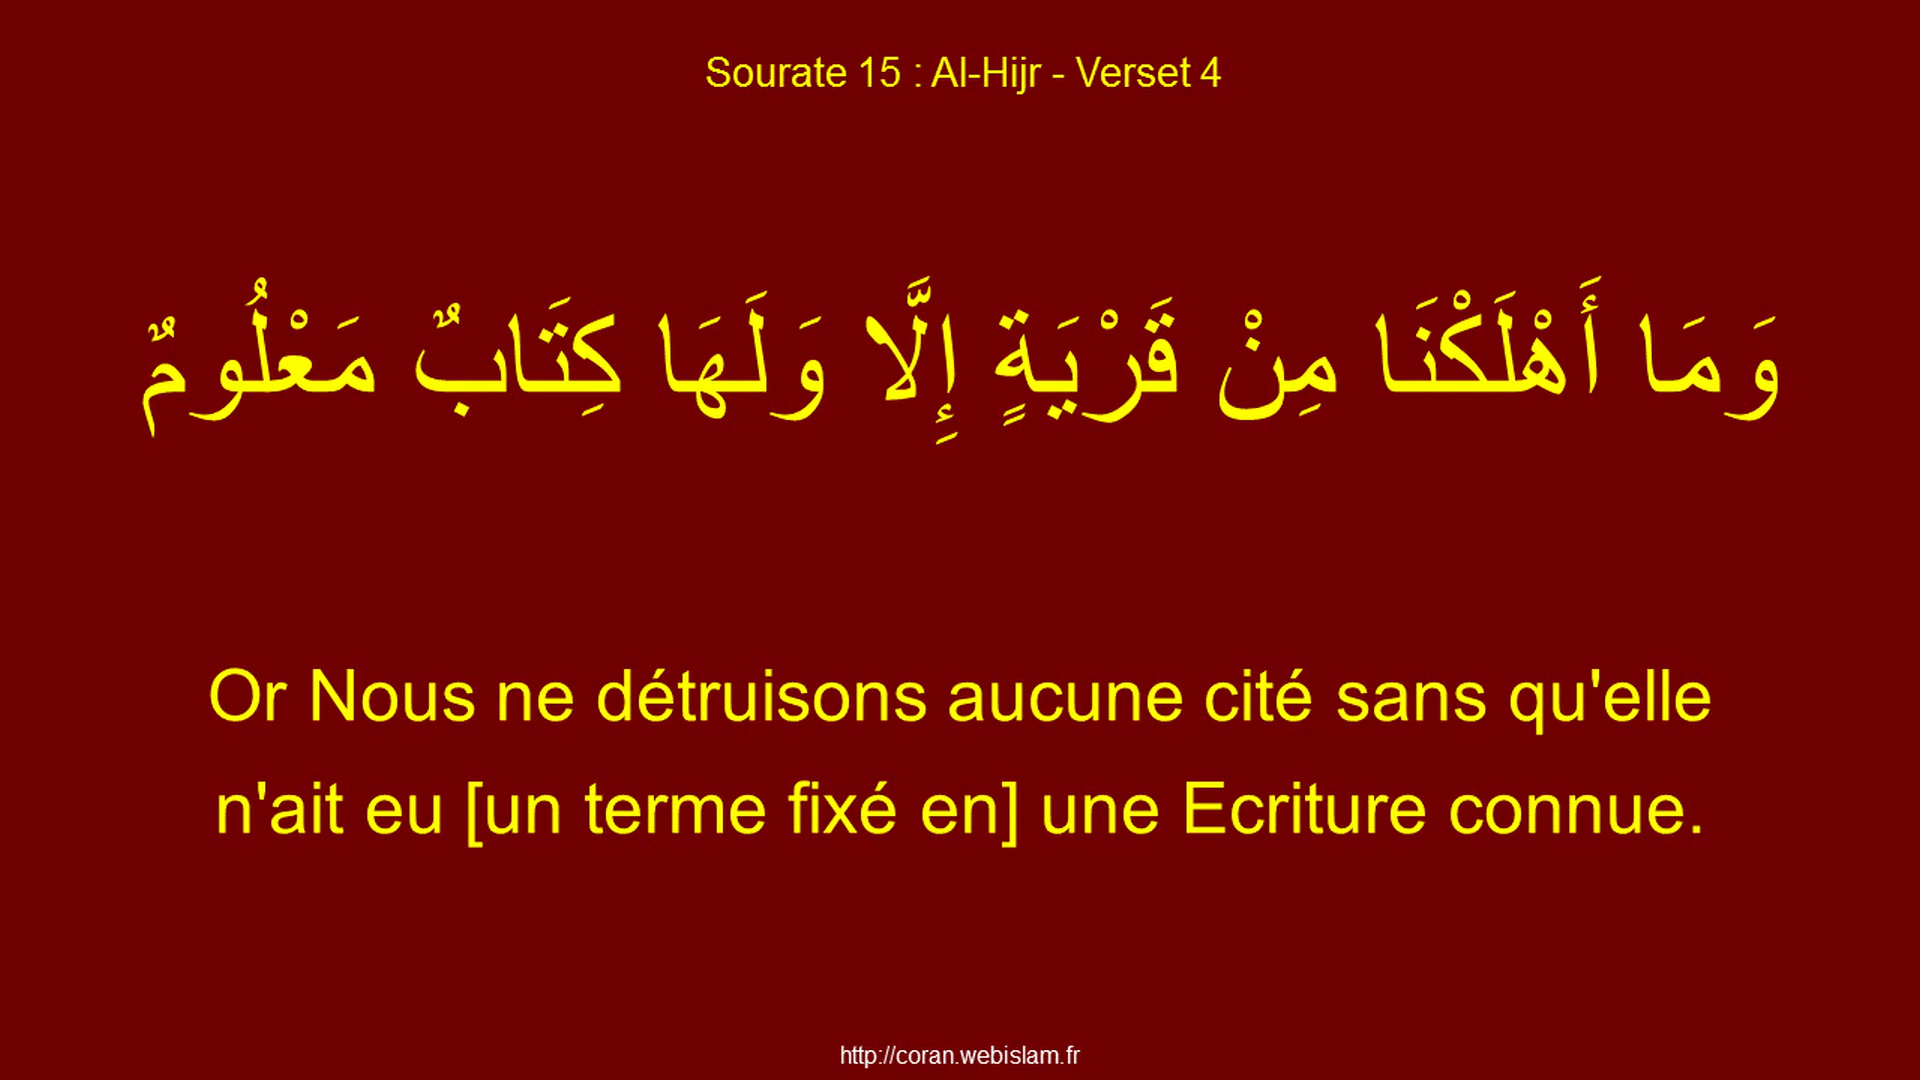 Sourate 15 : Al-Hijr - Verset 4
وَمَا أَهْلَكْنَا مِنْ قَرْيَةٍ إِلَّا وَلَهَا كِتَابٌ مَعْلُومٌ
Or Nous ne détruisons aucune cité sans qu'elle
n'ait eu [un terme fixé en] une Ecriture connue.
http://coran.webislam.fr